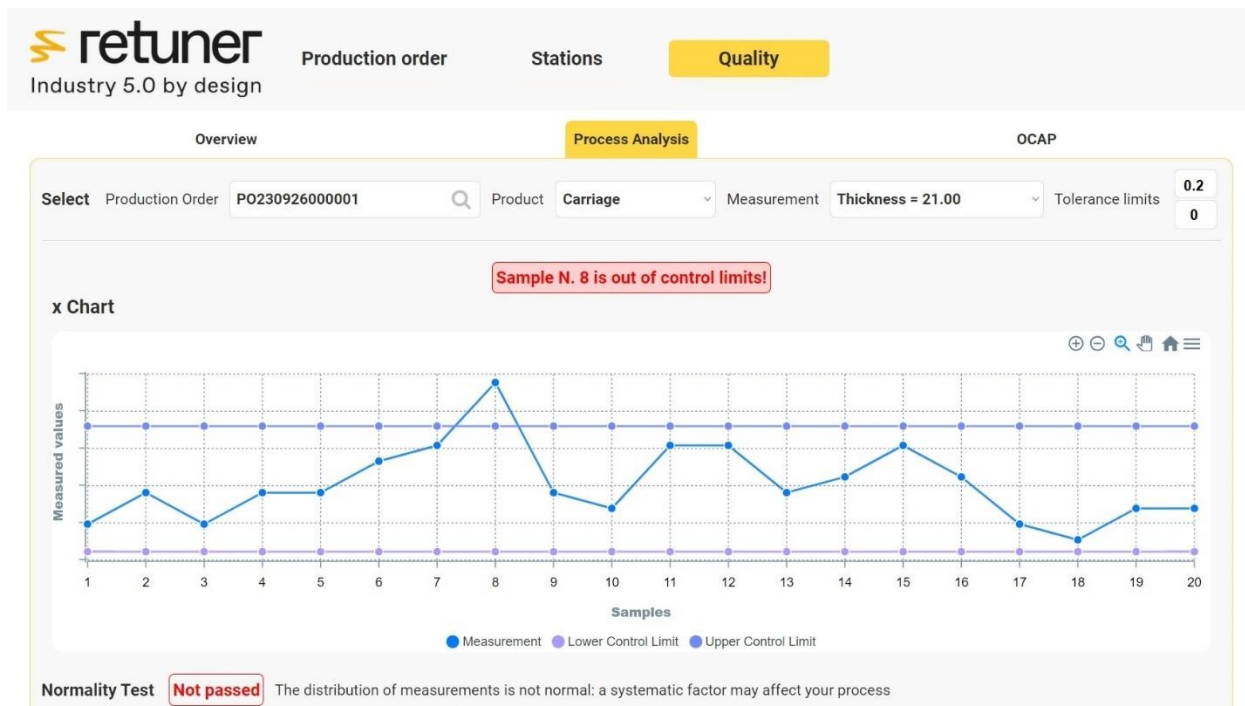 retuner
Industry 5.0 by design
Production order Stations Quality
Overview Process Analysis OCAP
Select Production Order PO230926000001 Product Carriage Measurement Thickness = 21.00 Tolerance limits 0.2
0
Sample N. 8 is out of control limits!
x Chart
Measured values
1 2 3 4 5 6 7 8 9 10 11 12 13 14 15 16 17 18 19 20
Samples
Measurement Lower Control Limit Upper Control Limit
Normality Test Not passed The distribution of measurements is not normal: a systematic factor may affect your process